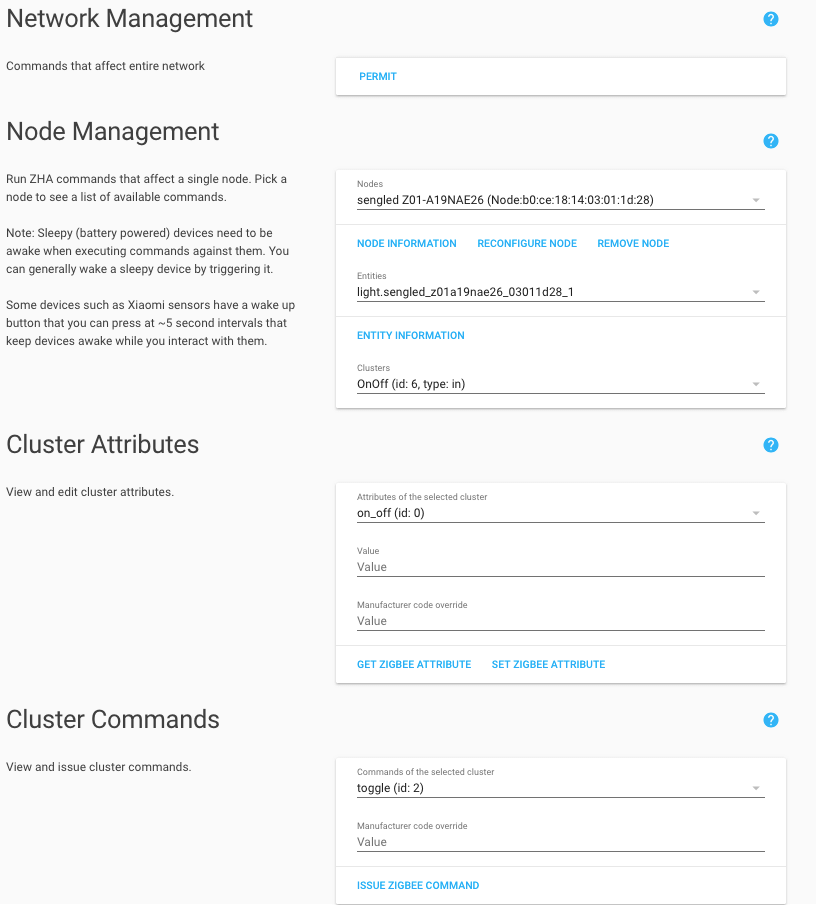 Network Management
Commands that affect entire network
PERMIT
Node Management
Run ZHA commands that affect a single node. Pick a
node to see a list of available commands.
Note: Sleepy (battery powered) devices need to be
awake when executing commands against them. You
can generally wake a sleepy device by triggering it.
Some devices such as Xiaomi sensors have a wake up
button that you can press at ~5 second intervals that
keep devices awake while you interact with them.
Nodes
sengled Z01-A19NAE26 (Node:b0:ce:18:14:03:01:1d:28)
NODE INFORMATION RECONFIGURE NODE REMOVE NODE
Entities
light.sengled_z01a19nae26_03011d28_1
ENTITY INFORMATION
Clusters
OnOff (id: 6, type: in)
Cluster Attributes
View and edit cluster attributes.
Attributes of the selected cluster
on_off (id: 0)
Value
Value
Manufacturer code override
Value
GET ZIGBEE ATTRIBUTE SET ZIGBEE ATTRIBUTE
Cluster Commands
View and issue cluster commands.
Commands of the selected cluster
toggle (id: 2)
Manufacturer code override
Value
ISSUE ZIGBEE COMMAND